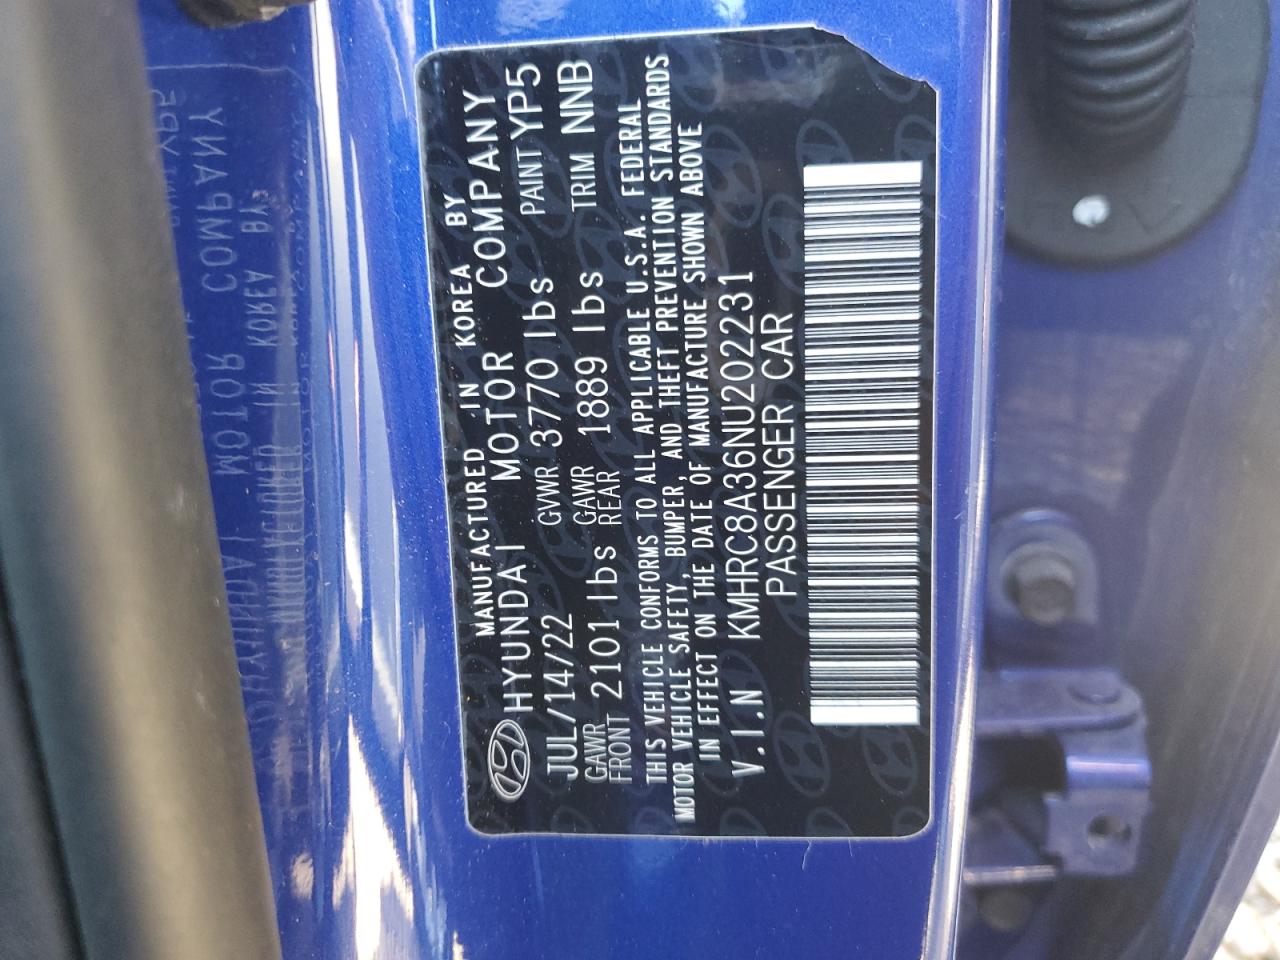 MANUFACTURED IN KOREA BY
HYUNDAI MOTOR COMPANY
JUL/14/22 GVWR 3770 lbs PAINT YP5
GAWR FRONT 2101 lbs GAWR REAR 1889 lbs TRIM NNB
THIS VEHICLE CONFORMS TO ALL APPLICABLE U.S.A. FEDERAL
MOTOR VEHICLE SAFETY, BUMPER, AND THEFT PREVENTION STANDARDS
IN EFFECT ON THE DATE OF MANUFACTURE SHOWN ABOVE
V.I.N KMHRC8A36NU202231
PASSENGER CAR